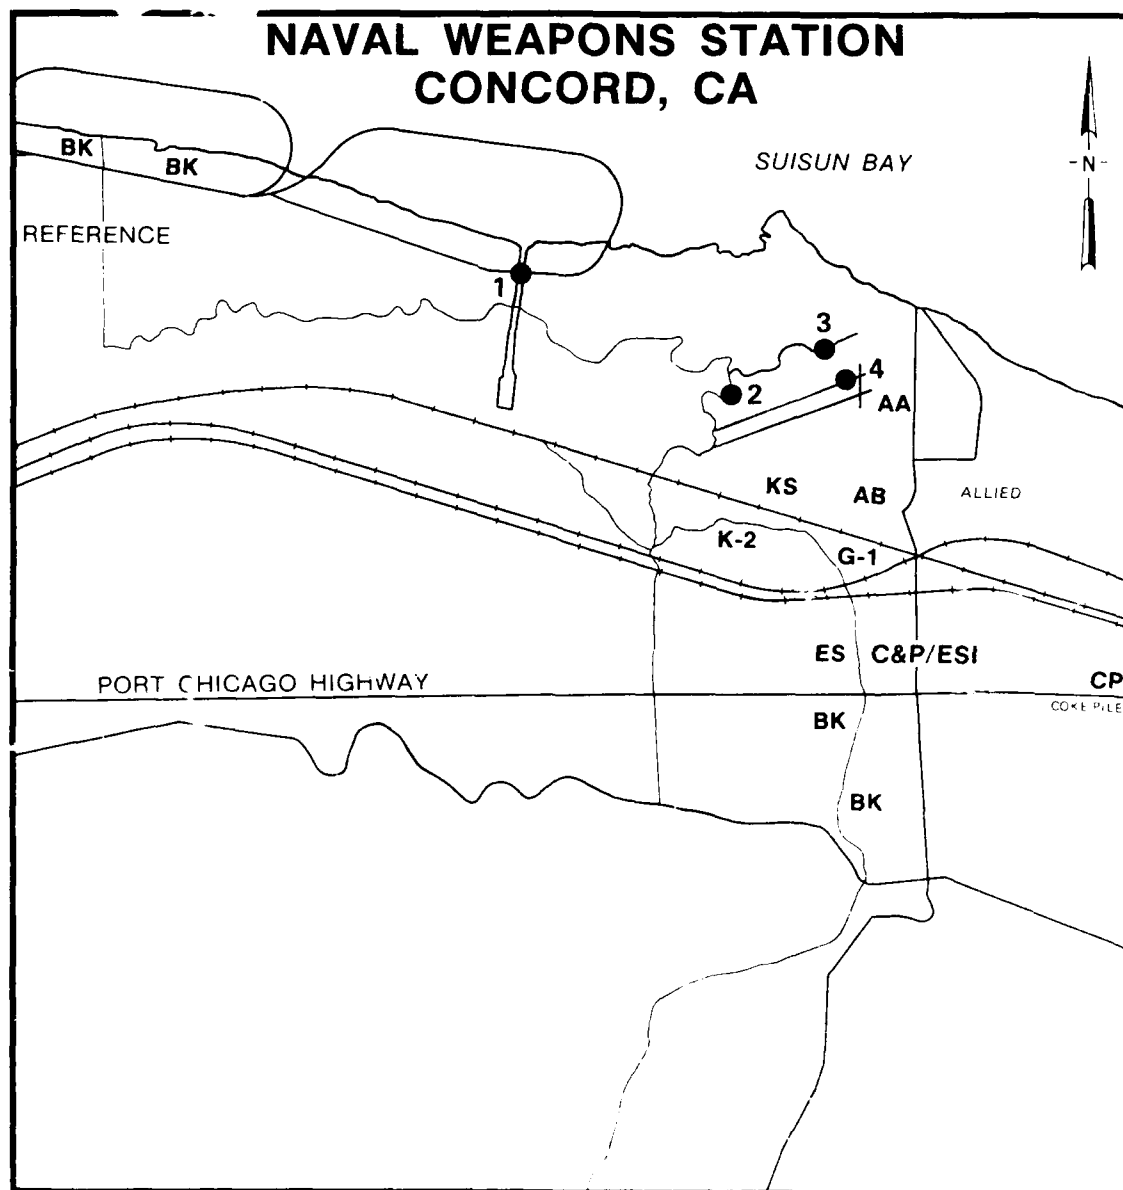 NAVAL WEAPONS STATION
CONCORD, CA
BK
BK
SUISUN BAY
-N-
REFERENCE
1
3
4
2
AA
KS
AB
ALLIED
K-2
G-1
ES
C&P/ESI
PORT CHICAGO HIGHWAY
CP
COKE PILE
BK
BK